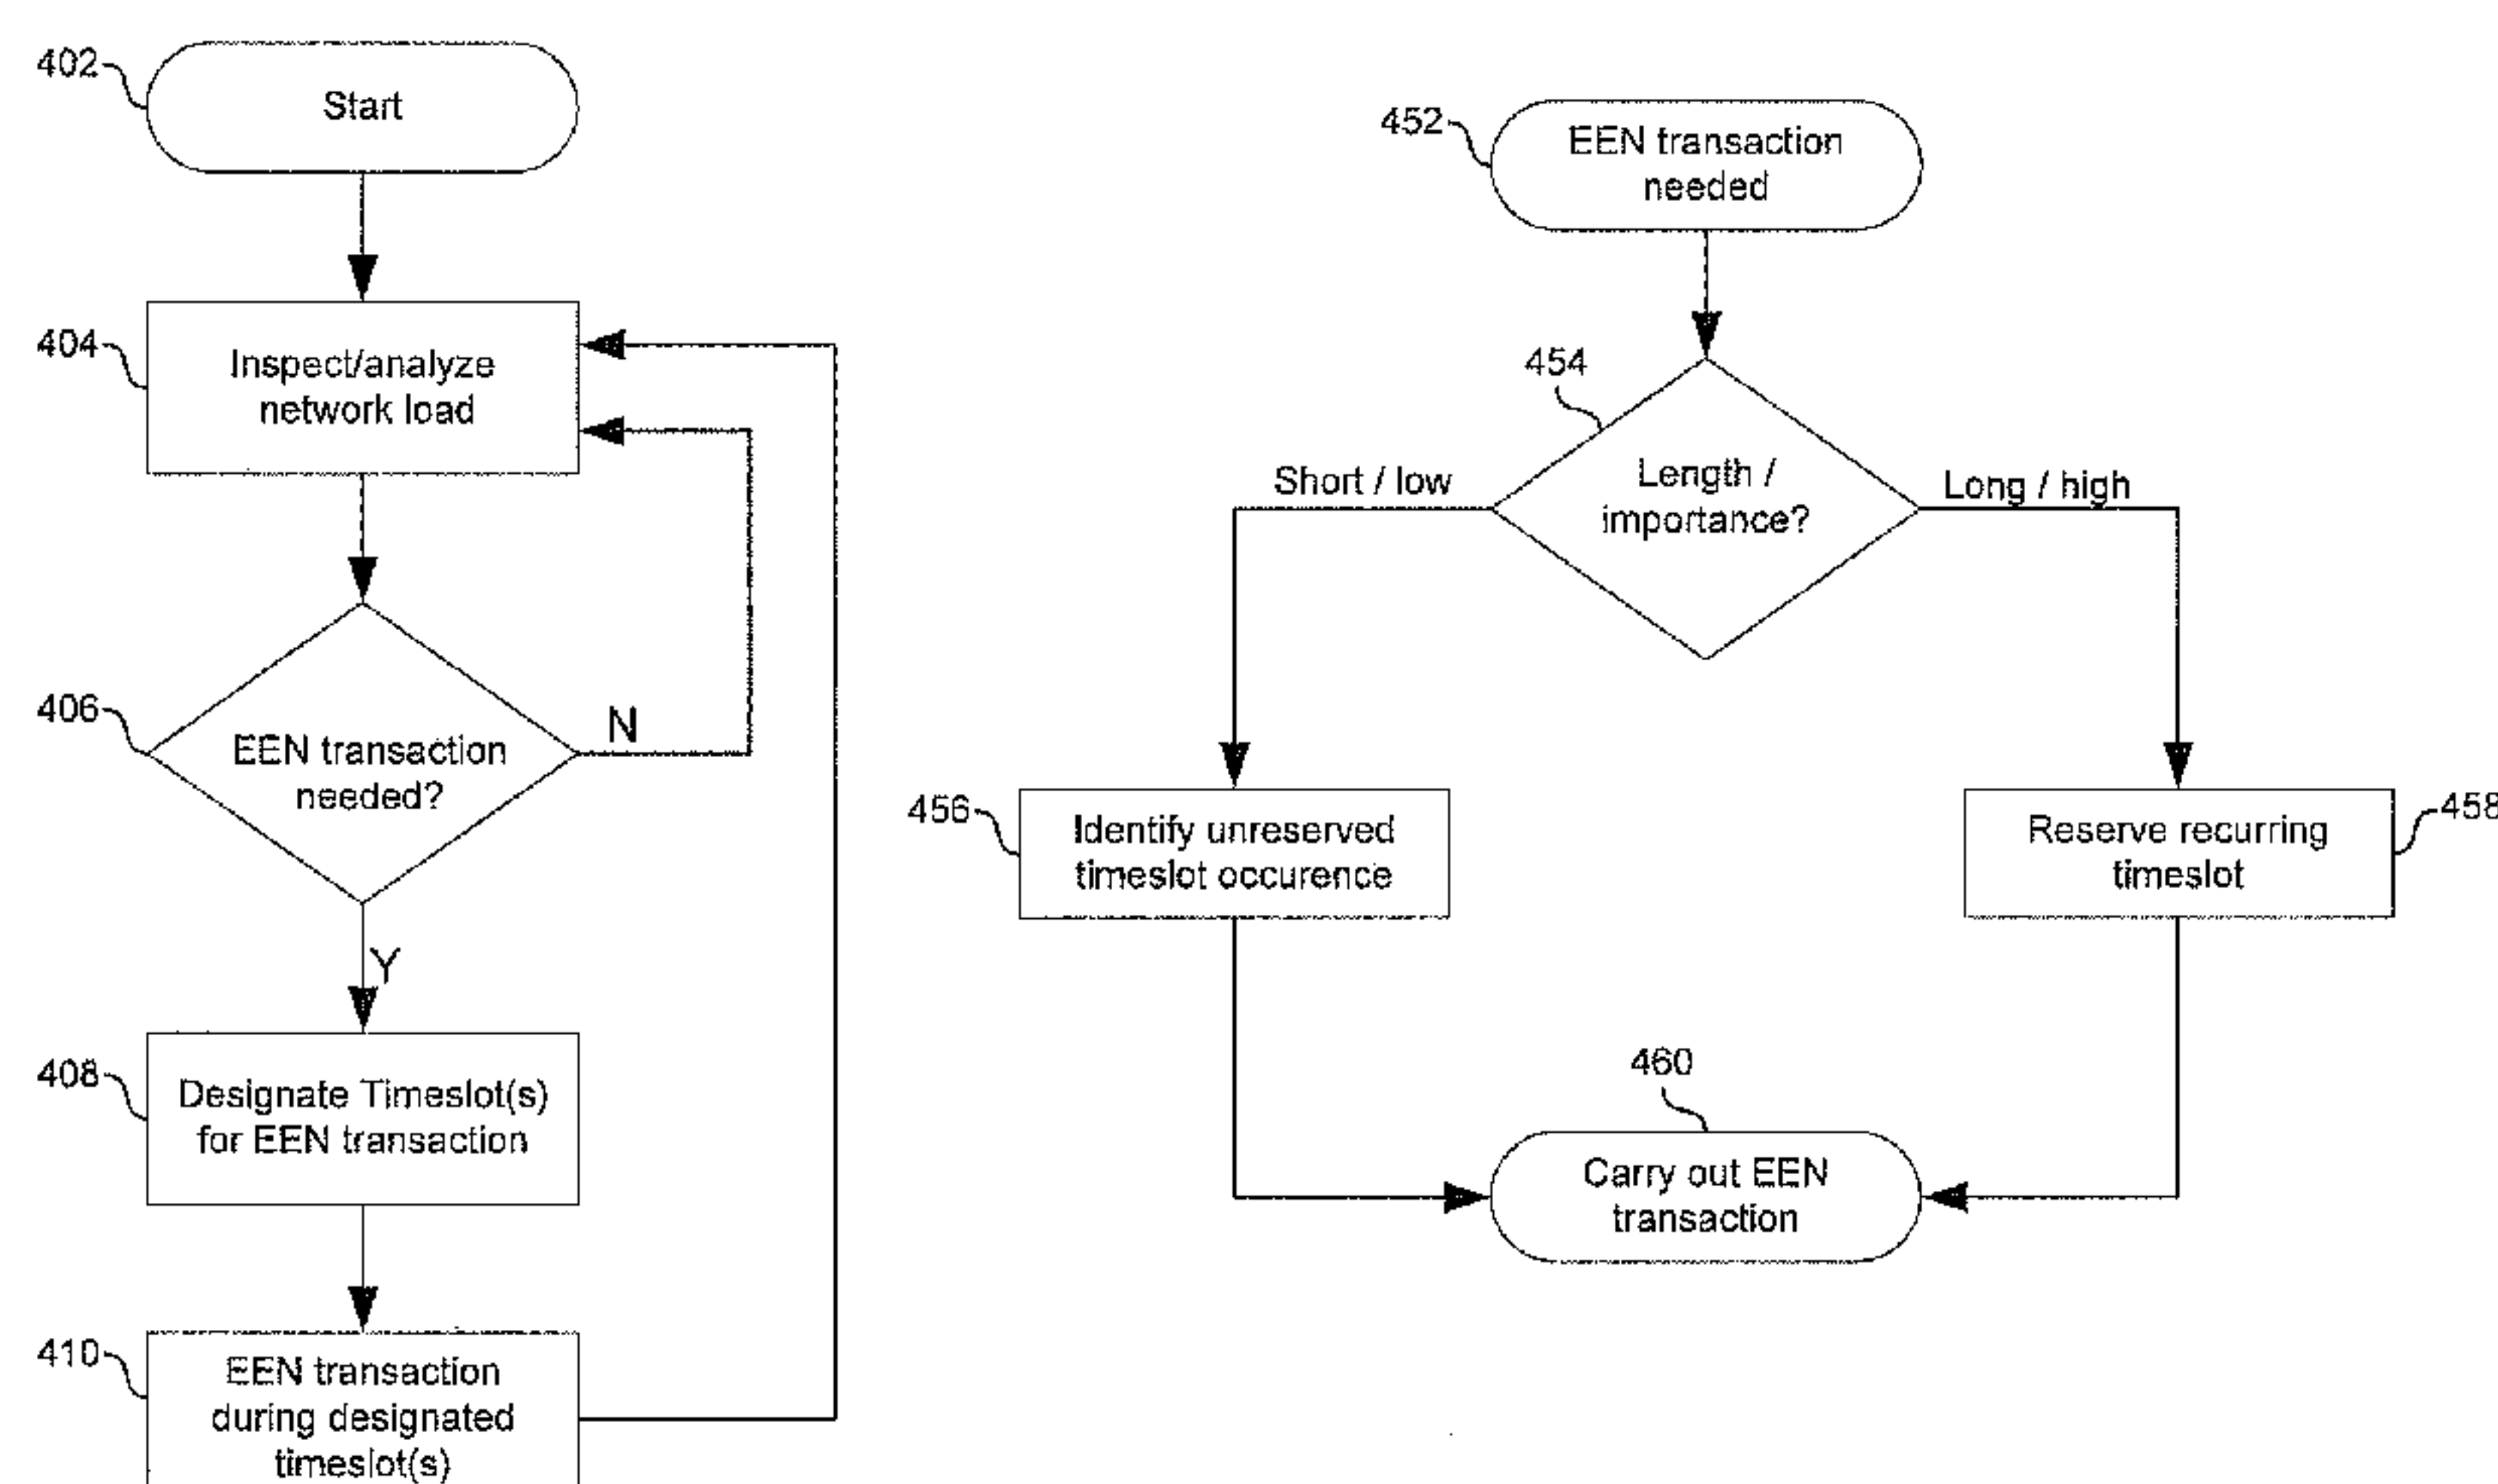 402
Start
404
Inspect/analyze
network load
406
EEN transaction
needed?
N
Y
408
Designate Timeslot(s)
for EEN transaction
410
EEN transaction
during designated
timeslot(s)
452
EEN transaction
needed
454
Length /
importance?
Short / low
Long / high
456
Identify unreserved
timeslot occurence
Reserve recurring
timeslot
458
460
Carry out EEN
transaction